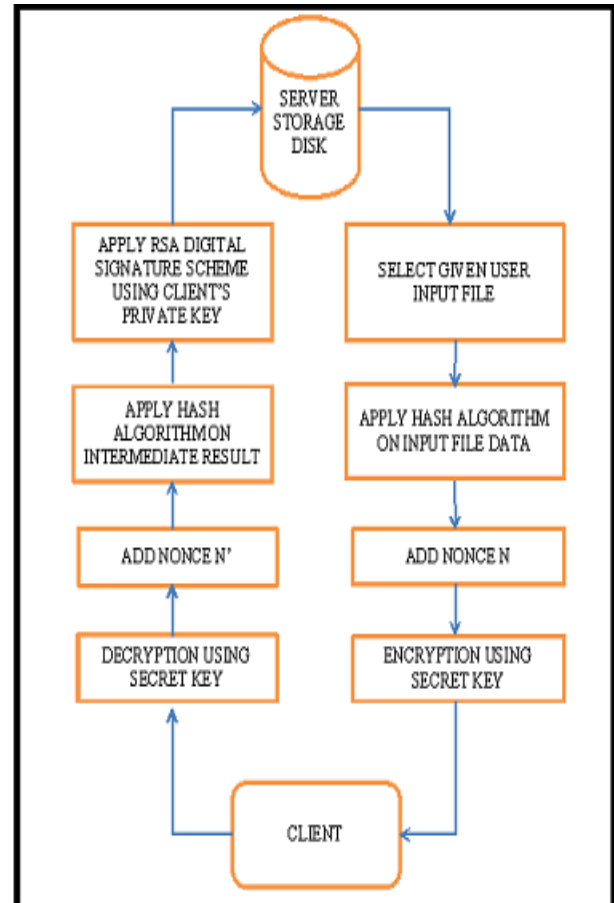 SERVER
STORAGE
DISK
APPLY RSA DIGITAL
SIGNATURE SCHEME
USING CLIENT'S
PRIVATE KEY
SELECT GIVEN USER
INPUT FILE
APPLY HASH
ALGORITHM ON
INTERMEDIATE RESULT
APPLY HASH ALGORITHM
ON INPUT FILE DATA
ADD NONCE N'
ADD NONCE N
DECRYPTION USING
SECRET KEY
ENCRYPTION USING
SECRET KEY
CLIENT